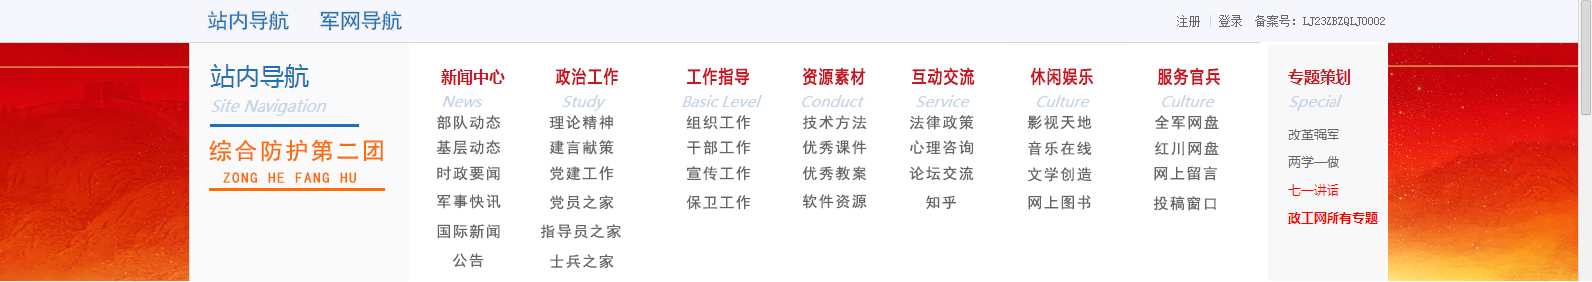 站内导航 军网导航 注册 登录 备案号：LJ23ZBZQLJ0002
站内导航
Site Navigation
综合防护第二团
ZONG HE FANG HU
新闻中心 政治工作 工作指导 资源素材 互动交流 休闲娱乐 服务官兵 专题策划
News Study Basic Level Conduct Service Culture Culture Special
部队动态 理论精神 组织工作 技术方法 法律政策 影视天地 全军网盘 改革强军
基层动态 建言献策 干部工作 优秀课件 心理咨询 音乐在线 红川网盘 两学一做
时政要闻 党建工作 宣传工作 优秀教案 论坛交流 文学创造 网上留言 七一讲话
军事快讯 党员之家 保卫工作 软件资源 知乎 网上图书 投稿窗口 政工网所有专题
国际新闻 指导员之家
公告 士兵之家